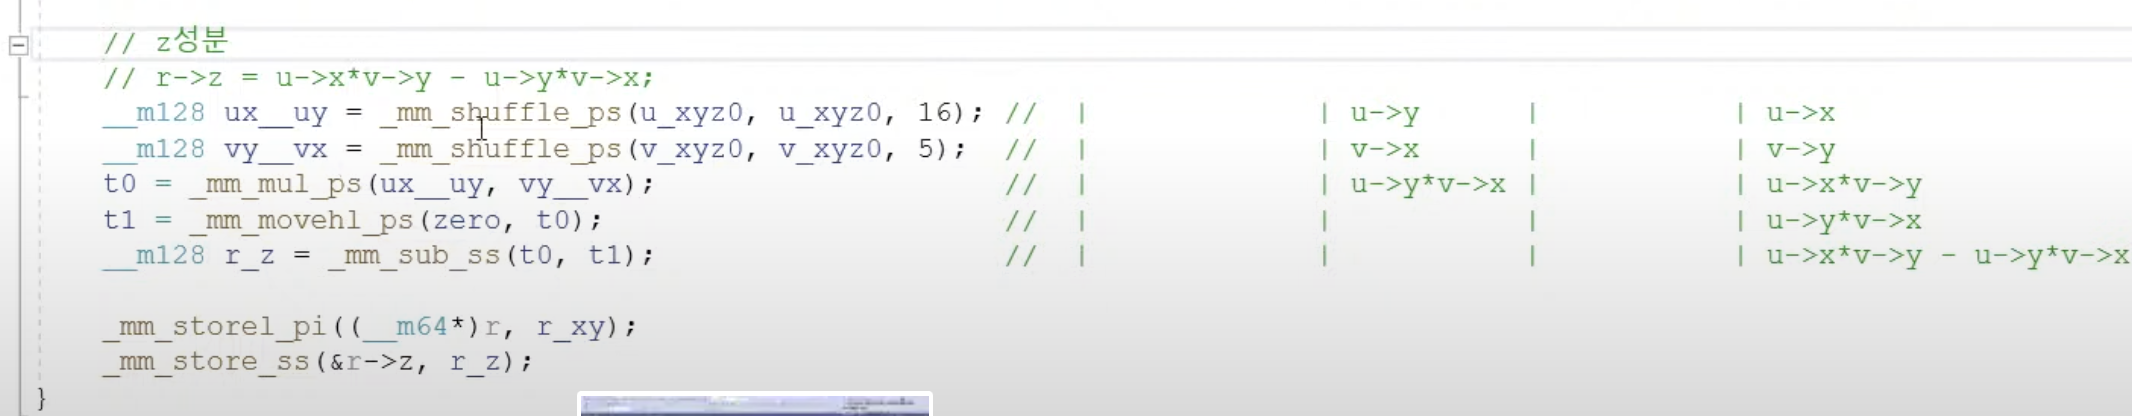 // z성분
// r->z = u->x*v->y - u->y*v->x;
__m128 ux__uy = _mm_shuffle_ps(u_xyz0, u_xyz0, 16); // | | u->y | | u->x
__m128 vy__vx = _mm_shuffle_ps(v_xyz0, v_xyz0, 5); // | | v->x | | v->y
t0 = _mm_mul_ps(ux__uy, vy__vx); // | | u->y*v->x | | u->x*v->y
t1 = _mm_movehl_ps(zero, t0); // | | | | u->y*v->x
__m128 r_z = _mm_sub_ss(t0, t1); // | | | | u->x*v->y - u->y*v->x
_mm_storel_pi((__m64*)r, r_xy);
_mm_store_ss(&r->z, r_z);
}